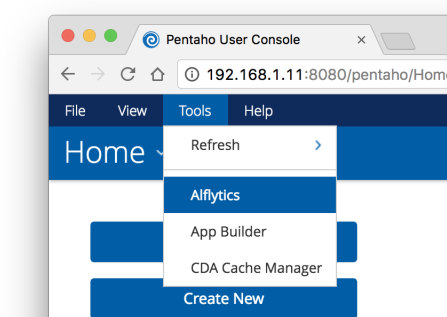 Pentaho User Console
192.168.1.11:8080/pentaho/Hom
File View Tools Help
Home
Refresh
Alflytics
App Builder
CDA Cache Manager
Create New